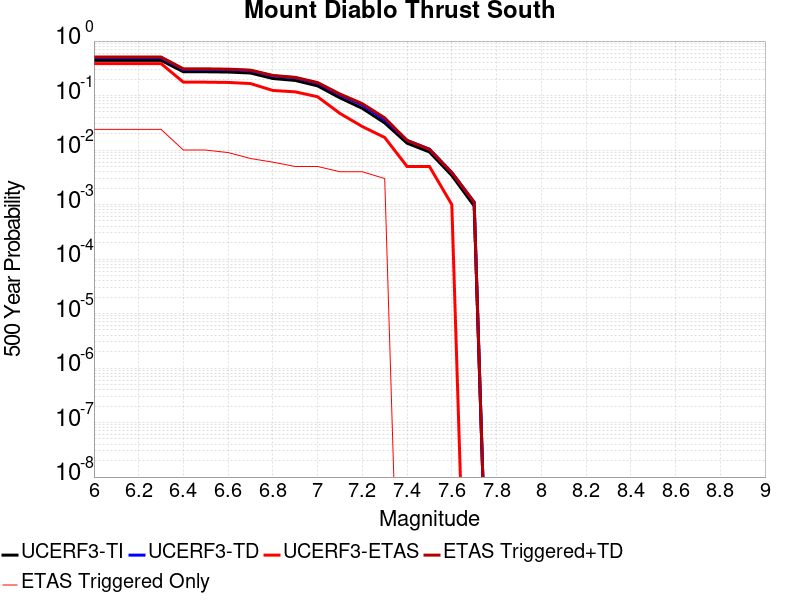 Mount Diablo Thrust South
10^0
10^-1
10^-2
10^-3
10^-4
10^-5
10^-6
10^-7
10^-8
500 Year Probability
6 6.2 6.4 6.6 6.8 7 7.2 7.4 7.6 7.8 8 8.2 8.4 8.6 8.8 9
Magnitude
UCERF3-TI UCERF3-TD UCERF3-ETAS ETAS Triggered+TD
ETAS Triggered Only